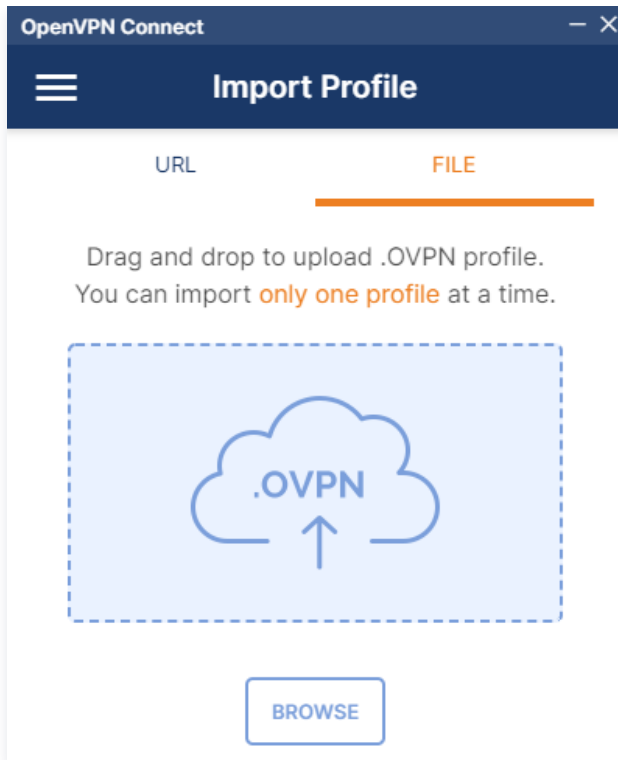 OpenVPN Connect
Import Profile
URL
FILE
Drag and drop to upload .OVPN profile.
You can import only one profile at a time.
.OVPN
BROWSE